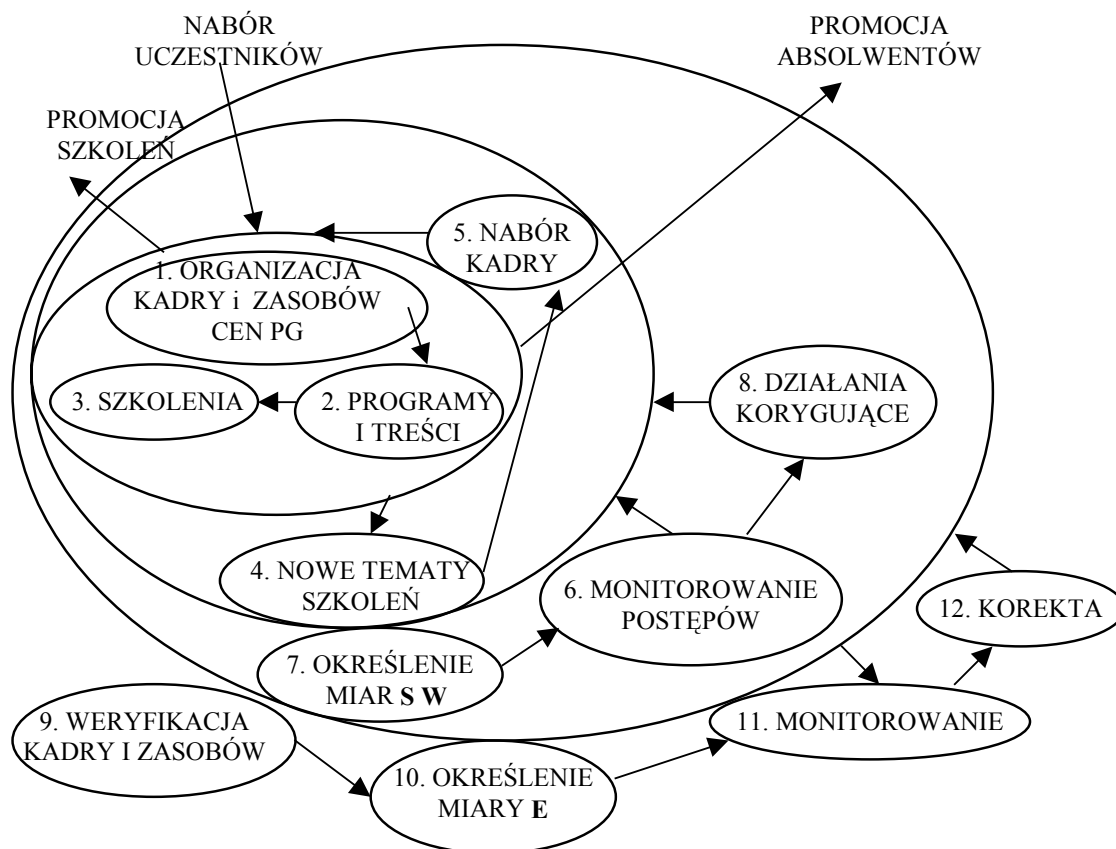 NABÓR
UCZESTNIKÓW
PROMOCJA
ABSOLWENTÓW
PROMOCJA
SZKOLEŃ
5. NABÓR
KADRY
1. ORGANIZACJA
KADRY i ZASOBÓW
CEN PG
3. SZKOLENIA
2. PROGRAMY
I TREŚCI
8. DZIAŁANIA
KORYGUJĄCE
4. NOWE TEMATY
SZKOLEŃ
6. MONITOROWANIE
POSTĘPÓW
12. KOREKTA
7. OKREŚLENIE
MIAR S W
9. WERYFIKACJA
KADRY I ZASOBÓW
11. MONITOROWANIE
10. OKREŚLENIE
MIARY E